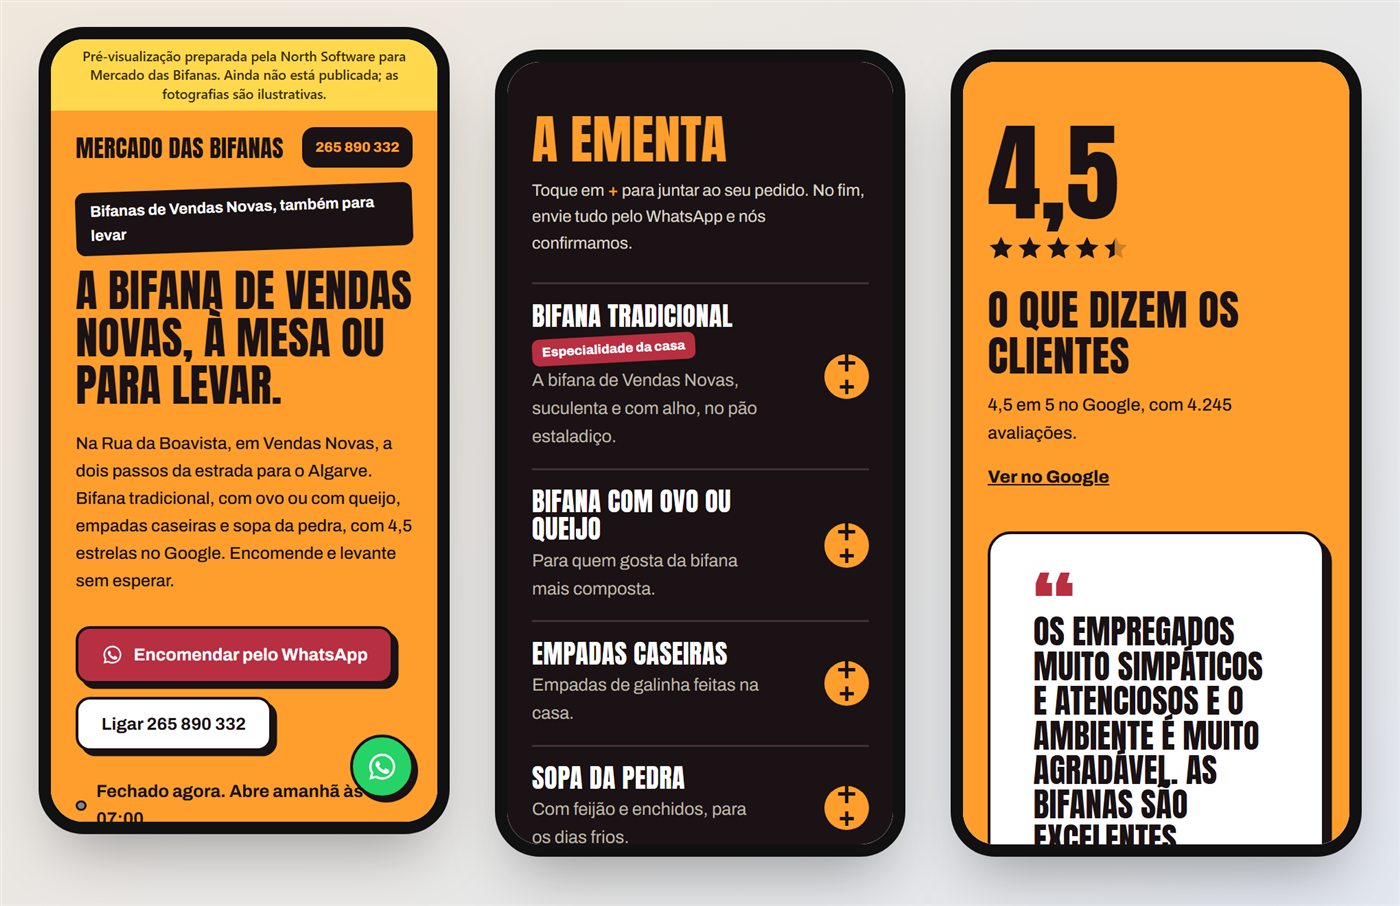 Pré-visualização preparada pela North Software para
Mercado das Bifanas. Ainda não está publicada; as
fotografias são ilustrativas.
MERCADO DAS BIFANAS
265 890 332
Bifanas de Vendas Novas, também para
levar
A BIFANA DE VENDAS
NOVAS, À MESA OU
PARA LEVAR.
Na Rua da Boavista, em Vendas Novas, a
dois passos da estrada para o Algarve.
Bifana tradicional, com ovo ou com queijo,
empadas caseiras e sopa da pedra, com 4,5
estrelas no Google. Encomende e levante
sem esperar.
Encomendar pelo WhatsApp
Ligar 265 890 332
Fechado agora. Abre amanhã às
07:00
A EMENTA
Toque em + para juntar ao seu pedido. No fim,
envie tudo pelo WhatsApp e nós
confirmamos.
BIFANA TRADICIONAL
Especialidade da casa
A bifana de Vendas Novas,
suculenta e com alho, no pão
estaladiço.
+
+
BIFANA COM OVO OU
QUEIJO
Para quem gosta da bifana
mais composta.
+
+
EMPADAS CASEIRAS
Empadas de galinha feitas na
casa.
+
+
SOPA DA PEDRA
Com feijão e enchidos, para
os dias frios.
+
+
4,5
O QUE DIZEM OS
CLIENTES
4,5 em 5 no Google, com 4.245
avaliações.
Ver no Google
“
OS EMPREGADOS
MUITO SIMPÁTICOS
E ATENCIOSOS E O
AMBIENTE É MUITO
AGRADÁVEL. AS
BIFANAS SÃO
EXCELENTES